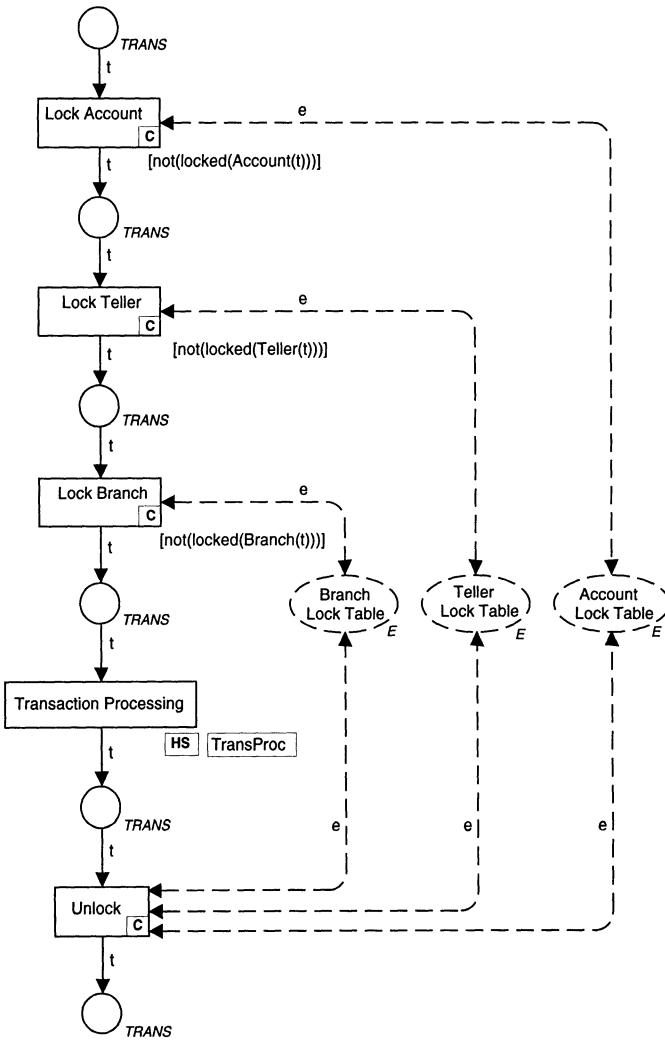 TRANS
t
Lock Account
C
e
t
[not(locked(Account(t)))]
TRANS
t
Lock Teller
C
e
t
[not(locked(Teller(t)))]
TRANS
t
Lock Branch
C
e
t
[not(locked(Branch(t)))]
Branch
Lock Table
E
Teller
Lock Table
E
Account
Lock Table
E
TRANS
t
Transaction Processing
HS
TransProc
t
TRANS
t
e
e
e
Unlock
C
t
TRANS